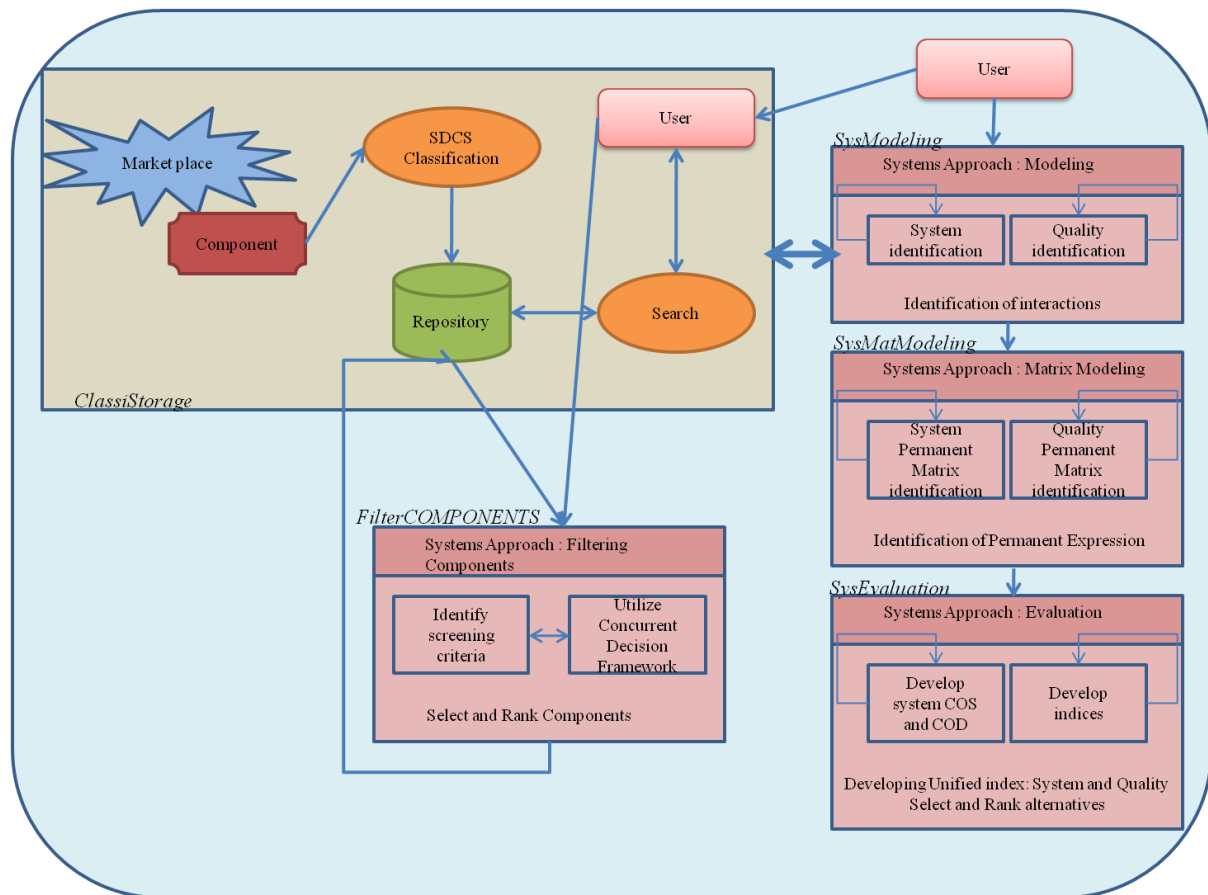 User
User
SDCS
Classification
Market place
Component
Repository
Search
ClassiStorage
SysModeling
Systems Approach : Modeling
System
identification
Quality
identification
Identification of interactions
SysMatModeling
Systems Approach : Matrix Modeling
System
Permanent
Matrix
identification
Quality
Permanent
Matrix
identification
Identification of Permanent Expression
FilterCOMPONENTS
Systems Approach : Filtering
Components
Identify
screening
criteria
Utilize
Concurrent
Decision
Framework
Select and Rank Components
SysEvaluation
Systems Approach : Evaluation
Develop
system COS
and COD
Develop
indices
Developing Unified index: System and Quality
Select and Rank alternatives